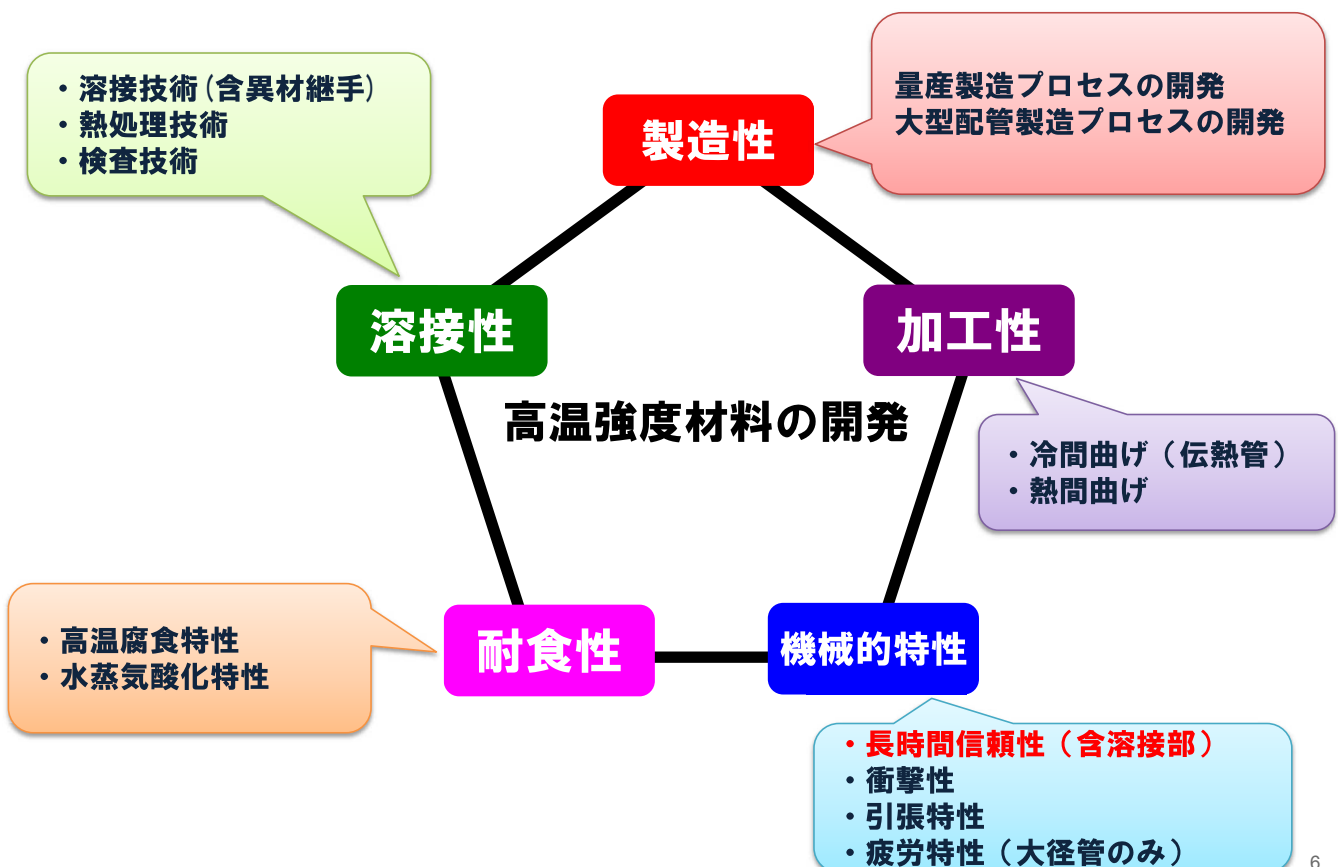 ・溶接技術(含異材継手)
・熱処理技術
・検査技術
量産製造プロセスの開発
大型配管製造プロセスの開発
製造性
溶接性
加工性
高温強度材料の開発
・冷間曲げ（伝熱管）
・熱間曲げ
・高温腐食特性
・水蒸気酸化特性
耐食性
機械的特性
・長時間信頼性（含溶接部）
・衝撃性
・引張特性
・疲労特性（大径管のみ）
6